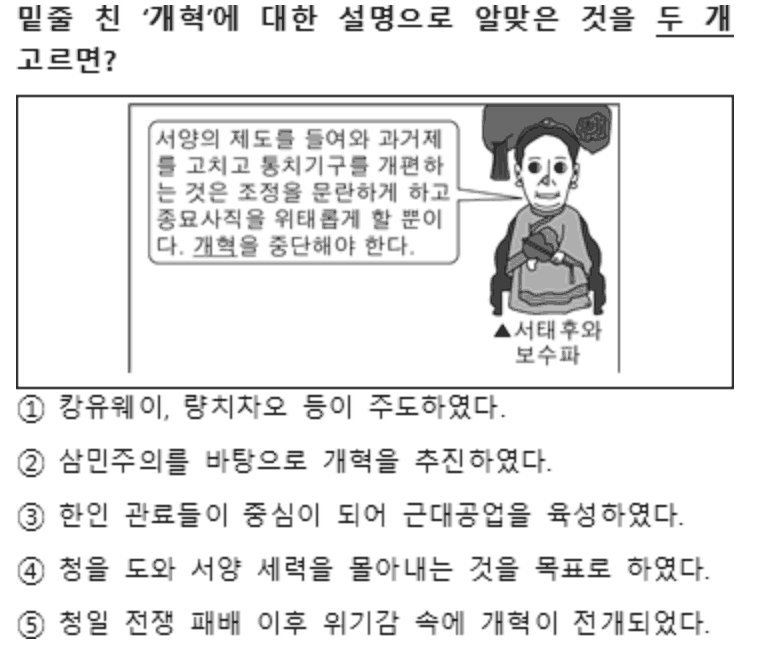 밑줄 친 ‘개혁’에 대한 설명으로 알맞은 것을 두 개
고르면?
서양의 제도를 들여와 과거제
를 고치고 통치기구를 개편하
는 것은 조정을 문란하게 하고
종묘사직을 위태롭게 할 뿐이
다. 개혁을 중단해야 한다.
▲서태후와
보수파
① 캉유웨이, 량치차오 등이 주도하였다.
② 삼민주의를 바탕으로 개혁을 추진하였다.
③ 한인 관료들이 중심이 되어 근대공업을 육성하였다.
④ 청을 도와 서양 세력을 몰아내는 것을 목표로 하였다.
⑤ 청일 전쟁 패배 이후 위기감 속에 개혁이 전개되었다.